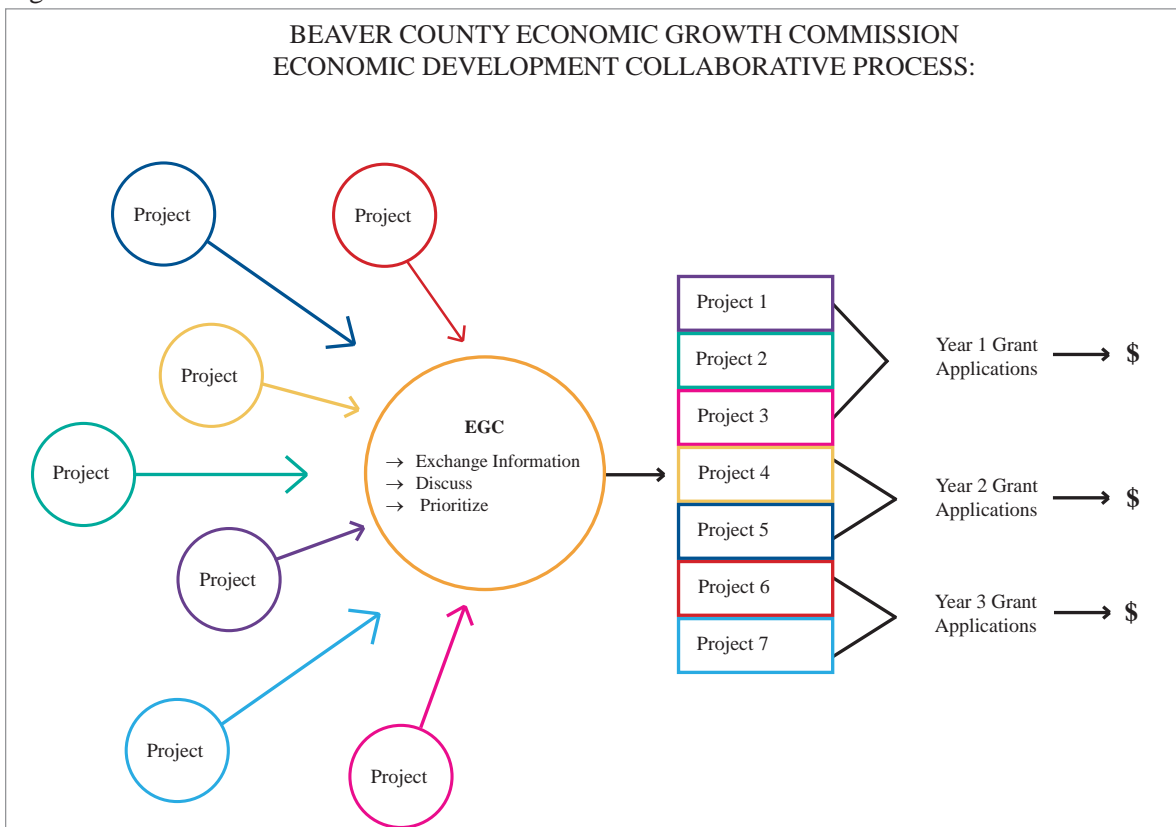 BEAVER COUNTY ECONOMIC GROWTH COMMISSION
ECONOMIC DEVELOPMENT COLLABORATIVE PROCESS:
Project
Project
Project
Project
Project
Project
Project
EGC
→ Exchange Information
→ Discuss
→ Prioritize
Project 1
Project 2
Project 3
Project 4
Project 5
Project 6
Project 7
Year 1 Grant
Applications
$
Year 2 Grant
Applications
$
Year 3 Grant
Applications
$